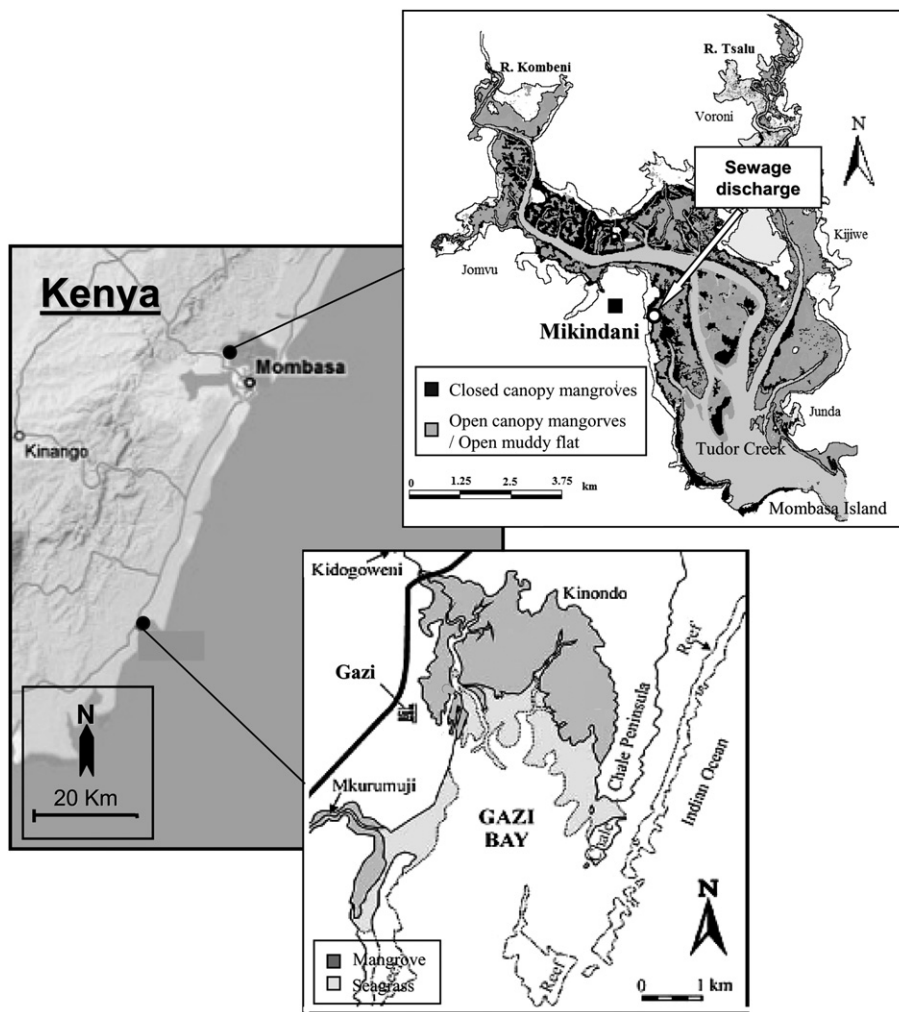 R. Kombeni
R. Tsalu
Voroni
N
Sewage
discharge
Kijiwe
Jomvu
Mikindani
Closed canopy mangroves
Open canopy mangorves
/ Open muddy flat
Junda
Tudor Creek
0 1.25 2.5 3.75 km
Mombasa Island
Kenya
Mombasa
Kinango
N
20 Km
Kidogoweni
Kinondo
Reef
Gazi
Chale Peninsula
Indian Ocean
Mkurumuji
GAZI
BAY
Chale
N
Mangrove
Seagrass
Reef
0 1 km